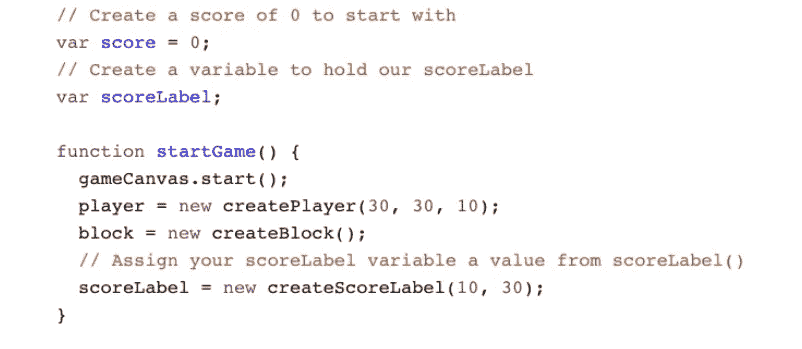 // Create a score of 0 to start with
var score = 0;
// Create a variable to hold our scoreLabel
var scoreLabel;

function startGame() {
  gameCanvas.start();
  player = new createPlayer(30, 30, 10);
  block = new createBlock();
  // Assign your scoreLabel variable a value from scoreLabel()
  scoreLabel = new createScoreLabel(10, 30);
}